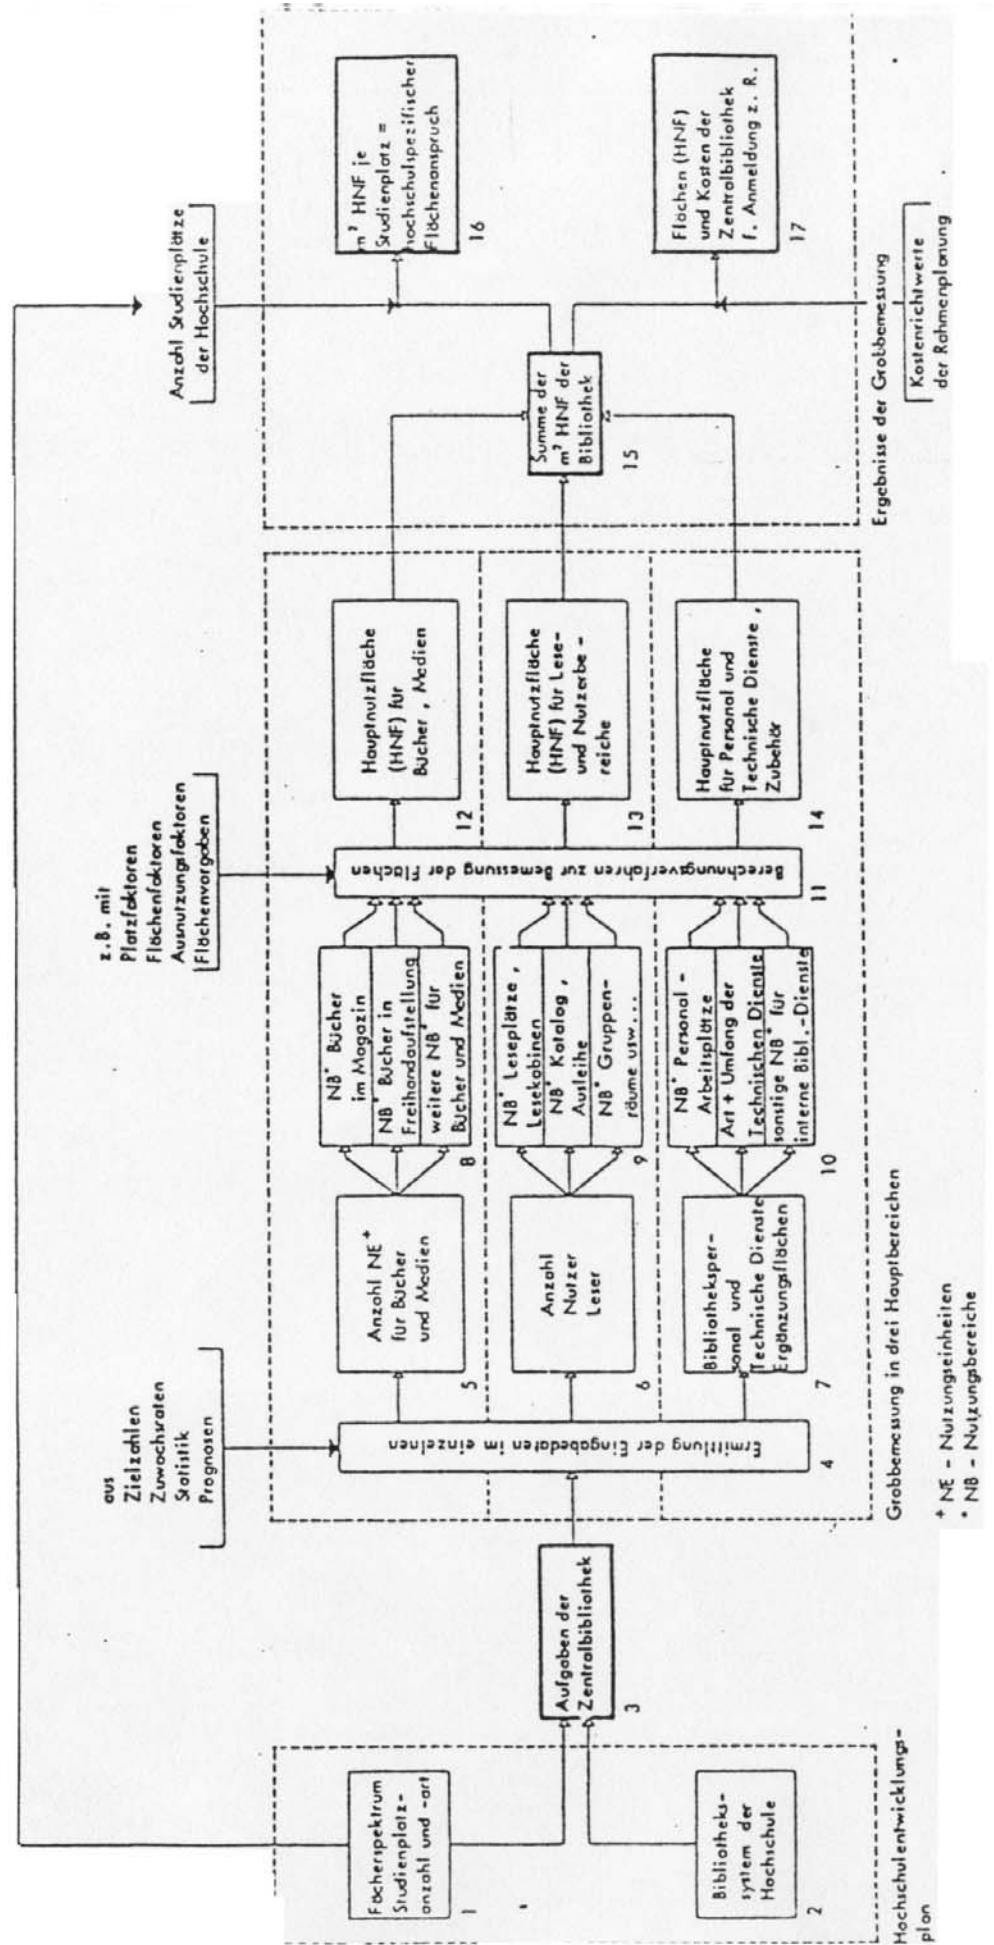 Fächerspektrum
Studienplatz-
anzahl und -art
1
Bibliotheks-
system der
Hochschule
2
Hochschulentwicklungs-
plan
Aufgaben der
Zentralbibliothek
3
aus
Zielzahlen
Zuwachsraten
Statistik
Prognosen
Ermittlung der Eingabedaten im einzelnen
4
Anzahl NE⁺
für Bücher
und Medien
5
Anzahl
Nutzer
Leser
6
Bibliotheksper-
sonal und
Technische Dienste
Ergänzungsflächen
7
NB* Bücher
im Magazin
NB* Bücher in
Freihandaufstellung
weitere NB* für
Bücher und Medien
8
NB* Leseplätze,
Lesekabinen
NB* Katalog,
Ausleihe
NB* Gruppen-
räume usw...
9
NB* Personal-
Arbeitsplätze
Art + Umfang der
Technischen Dienste
sonstige NB* für
interne Bibl.-Dienste
10
z.B. mit
Platzfaktoren
Flächenfaktoren
Ausnutzungsfaktoren
Flächenvorgaben
Berechnungsverfahren zur Bemessung der Flächen
11
Hauptnutzfläche
(HNF) für
Bücher, Medien
12
Hauptnutzfläche
(HNF) für Lese-
und Nutzerbe-
reiche
13
Hauptnutzfläche
für Personal und
Technische Dienste,
Zubehör
14
Grobbemessung in drei Hauptbereichen
⁺ NE - Nutzungseinheiten
* NB - Nutzungsbereiche
Summe der
m² HNF der
Bibliothek
15
Anzahl Studienplätze
der Hochschule
m² HNF je
Studienplatz =
hochschulspezifischer
Flächenanspruch
16
Flächen (HNF)
und Kosten der
Zentralbibliothek
f. Anmeldung z. R.
17
Ergebnisse der Grobbemessung
Kostenrichtwerte
der Rahmenplanung